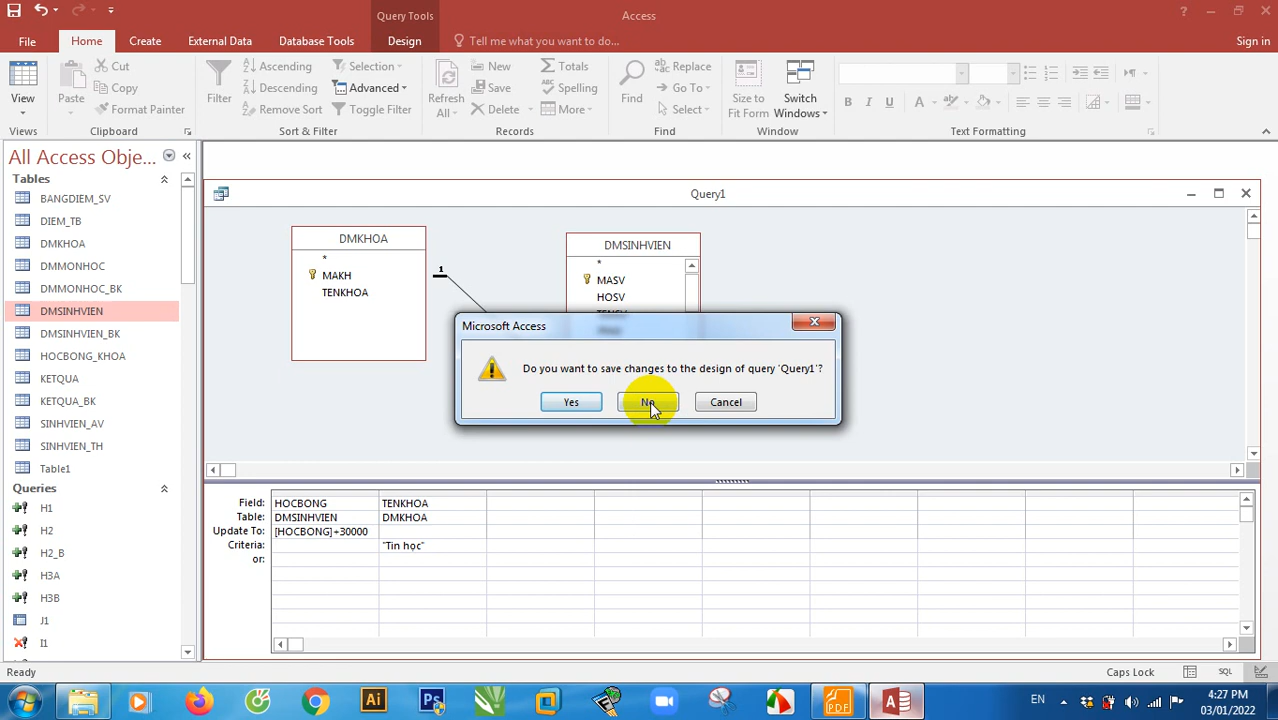 Query Tools
Access
Sign in
File
Home
Create
External Data
Database Tools
Design
Tell me what you want to do...
View
Paste
Cut
Copy
Format Painter
Filter
Ascending
Descending
Remove Sort
Selection
Advanced
Toggle Filter
Refresh
All
New
Save
Delete
Totals
Spelling
More
Find
Replace
Go To
Select
Size to
Fit Form
Switch
Windows
B I U
A
Views
Clipboard
Sort & Filter
Records
Find
Window
Text Formatting
All Access Obje...
Tables
BANGDIEM_SV
DIEM_TB
DMKHOA
DMMONHOC
DMMONHOC_BK
DMSINHVIEN
DMSINHVIEN_BK
HOCBONG_KHOA
KETQUA
KETQUA_BK
SINHVIEN_AV
SINHVIEN_TH
Table1
Queries
H1
H2
H2_B
H3A
H3B
J1
I1
Query1
DMKHOA
*
MAKH
TENKHOA
1
DMSINHVIEN
*
MASV
HOSV
Microsoft Access
Do you want to save changes to the design of query 'Query1'?
Yes
No
Cancel
Field: HOCBONG TENKHOA
Table: DMSINHVIEN DMKHOA
Update To: [HOCBONG]+30000
Criteria: "Tin học"
or:
Ready
Caps Lock
SQL
Ai
Ps
PDF
EN
4:27 PM
03/01/2022